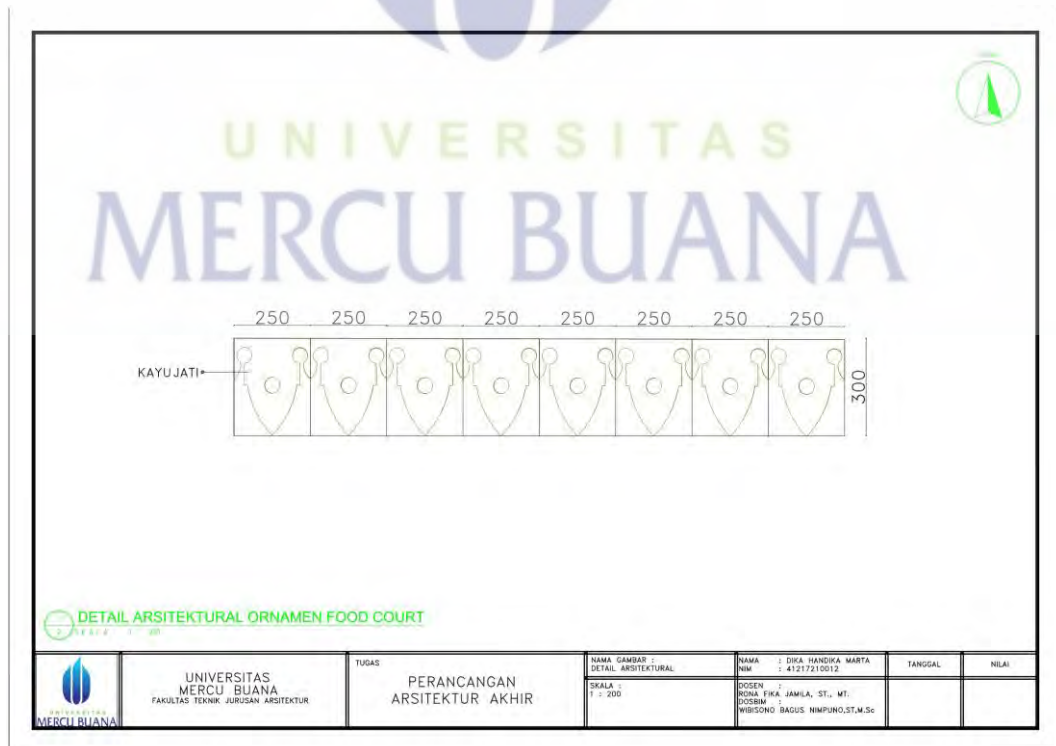 UNIVERSITAS
MERCU BUANA
250 250 250 250 250 250 250 250
KAYU JATI
300
DETAIL ARSITEKTURAL ORNAMEN FOOD COURT
UNIVERSITAS
MERCU BUANA
UNIVERSITAS
MERCU BUANA
FAKULTAS TEKNIK JURUSAN ARSITEKTUR
TUGAS
PERANCANGAN
ARSITEKTUR AKHIR
NAMA GAMBAR :
DETAIL ARSITEKTURAL
SKALA :
1 : 200
NAMA : DIKA HANDIKA MARTA
NIM : 41217210012
DOSEN :
RONA FIKA JAMILA, ST., MT.
DOSBIM :
WIBISONO BAGUS NIMPUNO,ST,M.Sc
TANGGAL
NILAI